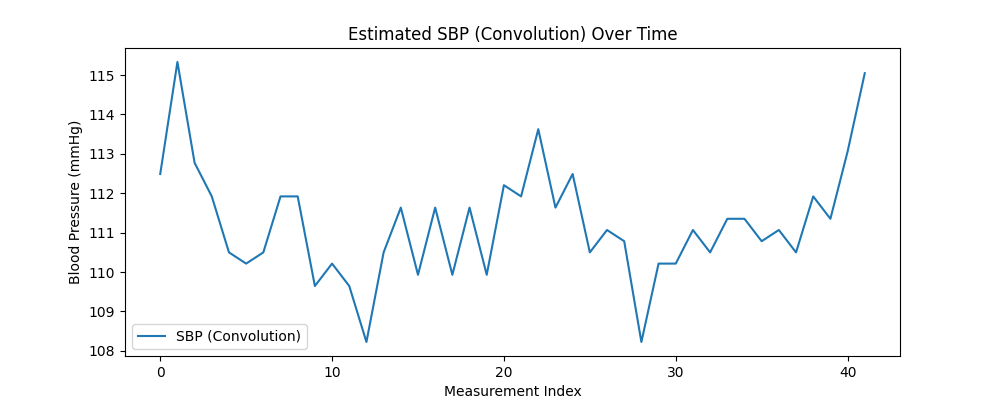 Estimated SBP (Convolution) Over Time
Blood Pressure (mmHg)
115
114
113
112
111
110
109
108
SBP (Convolution)
0 10 20 30 40
Measurement Index